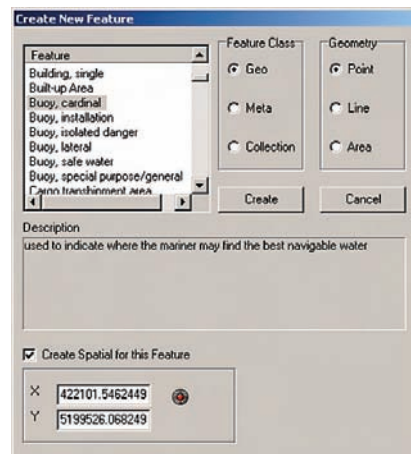 Create New Feature
Feature
Building, single
Built-up Area
Buoy, cardinal
Buoy, installation
Buoy, isolated danger
Buoy, lateral
Buoy, safe water
Buoy, special purpose/general
Cargo transhipment area
Feature Class
Geo
Meta
Collection
Geometry
Point
Line
Area
Create
Cancel
Description
used to indicate where the mariner may find the best navigable water
Create Spatial for this Feature
X 422101.5462449
Y 5199526.068249